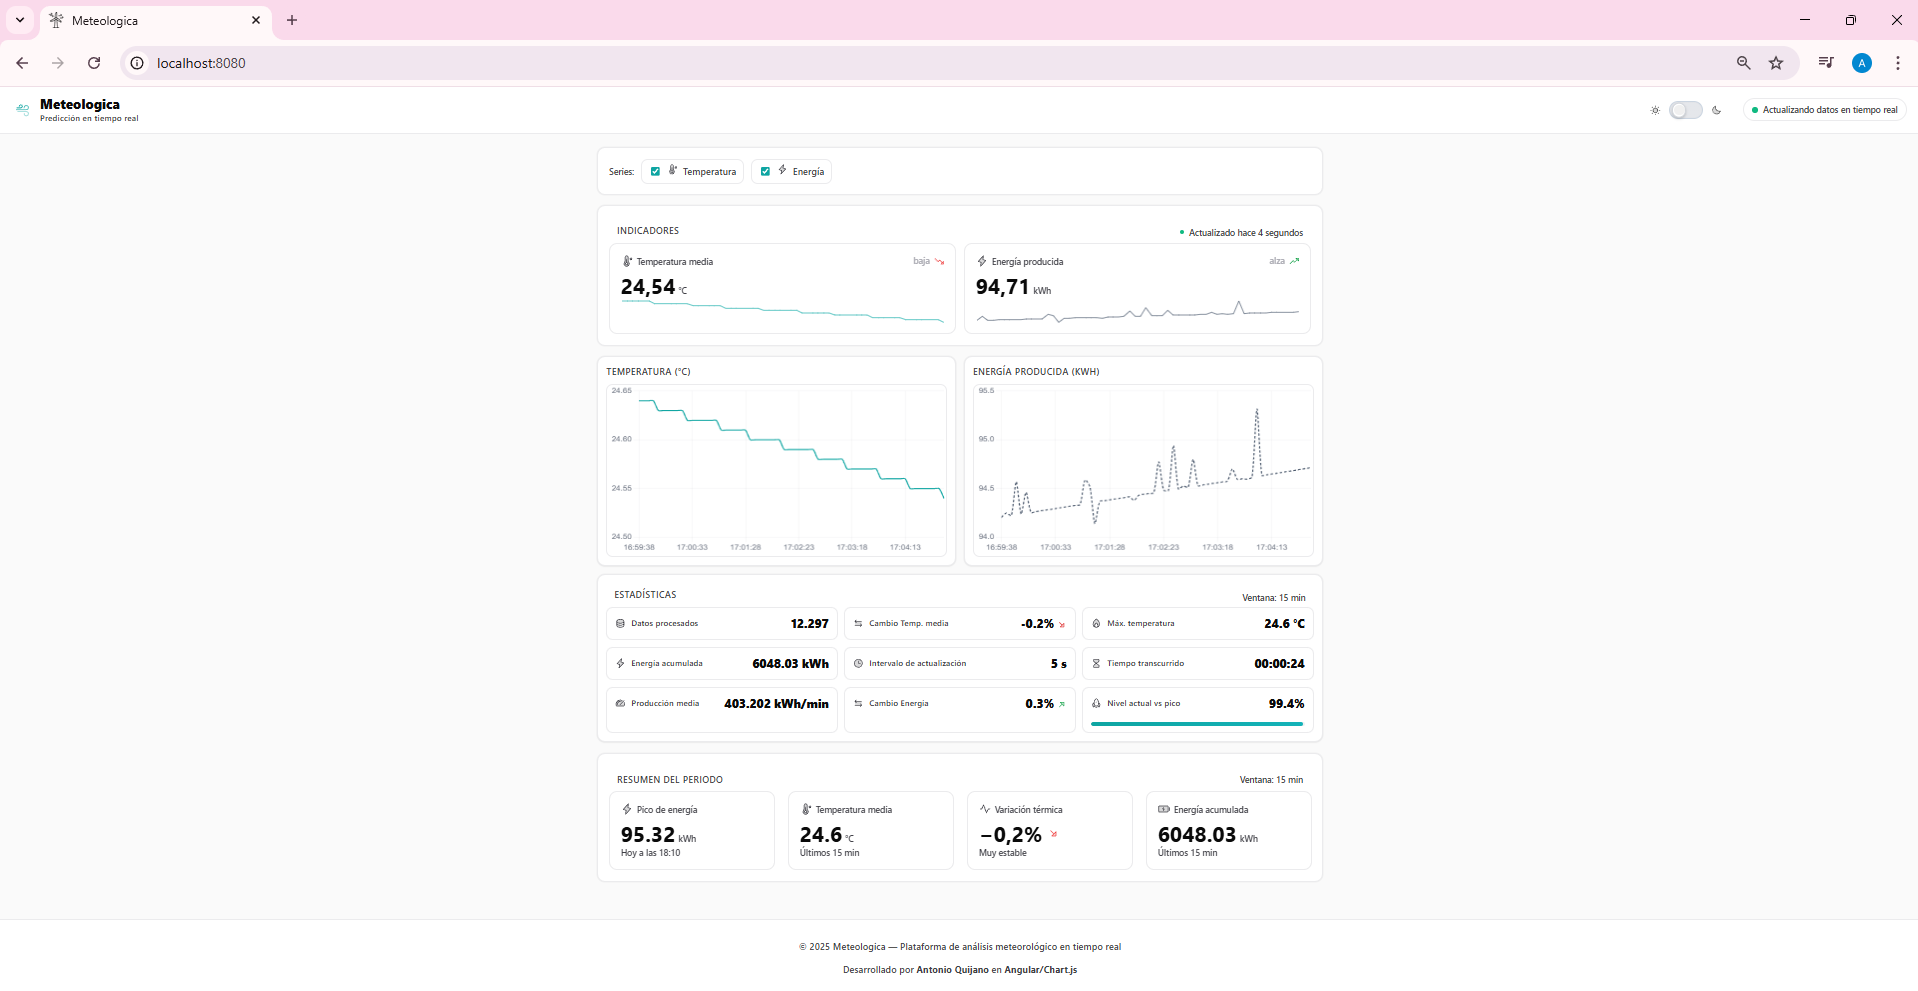 Meteologica
localhost:8080
A
Meteologica
Predicción en tiempo real
Actualizando datos en tiempo real
Series: Temperatura Energía
INDICADORES
Actualizado hace 4 segundos
Temperatura media baja
24,54 °C
Energía producida alza
94,71 kWh
TEMPERATURA (°C)
24.65
24.60
24.55
24.50
16:59:38 17:00:33 17:01:28 17:02:23 17:03:18 17:04:13
ENERGÍA PRODUCIDA (KWH)
95.5
95.0
94.5
94.0
16:59:38 17:00:33 17:01:28 17:02:23 17:03:18 17:04:13
ESTADÍSTICAS
Ventana: 15 min
Datos procesados 12.297
Cambio Temp. media -0.2%
Máx. temperatura 24.6 °C
Energía acumulada 6048.03 kWh
Intervalo de actualización 5 s
Tiempo transcurrido 00:00:24
Producción media 403.202 kWh/min
Cambio Energía 0.3%
Nivel actual vs pico 99.4%
RESUMEN DEL PERIODO
Ventana: 15 min
Pico de energía
95.32 kWh
Hoy a las 18:10
Temperatura media
24.6 °C
Últimos 15 min
Variación térmica
−0,2%
Muy estable
Energía acumulada
6048.03 kWh
Últimos 15 min
© 2025 Meteologica — Plataforma de análisis meteorológico en tiempo real
Desarrollado por Antonio Quijano en Angular/Chart.js